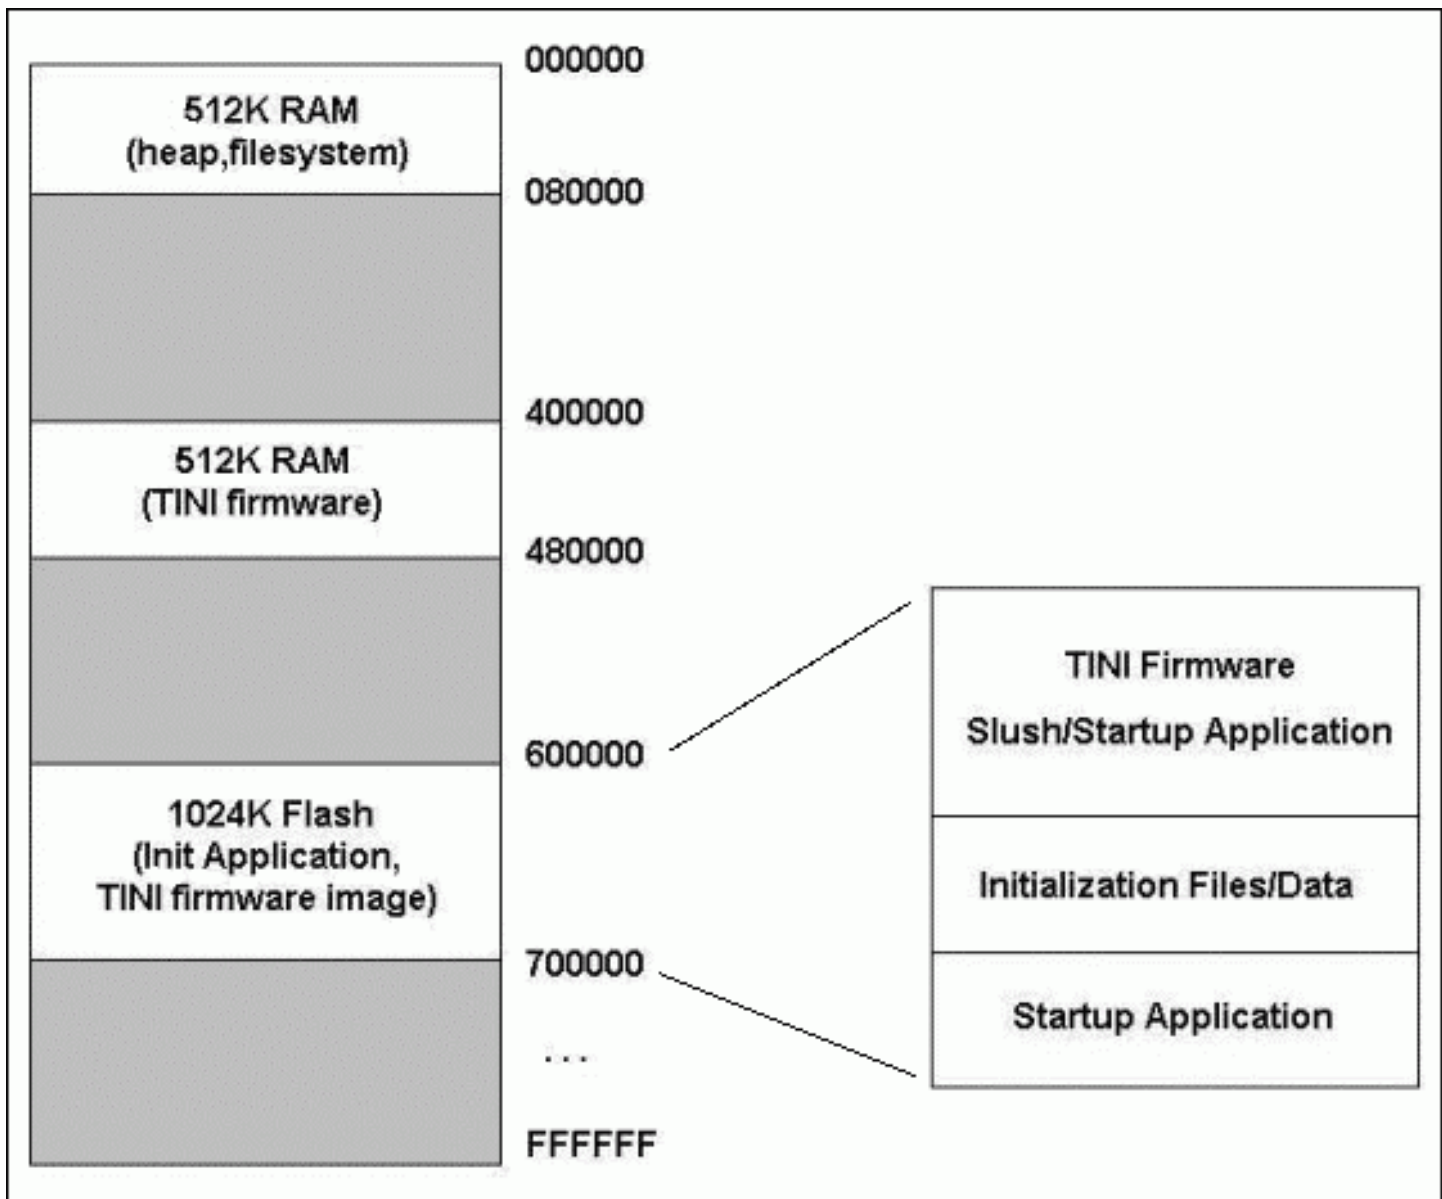 000000
512K RAM
(heap,filesystem)
080000
400000
512K RAM
(TINI firmware)
480000
600000
1024K Flash
(Init Application,
TINI firmware image)
700000
...
FFFFFF
TINI Firmware
Slush/Startup Application
Initialization Files/Data
Startup Application